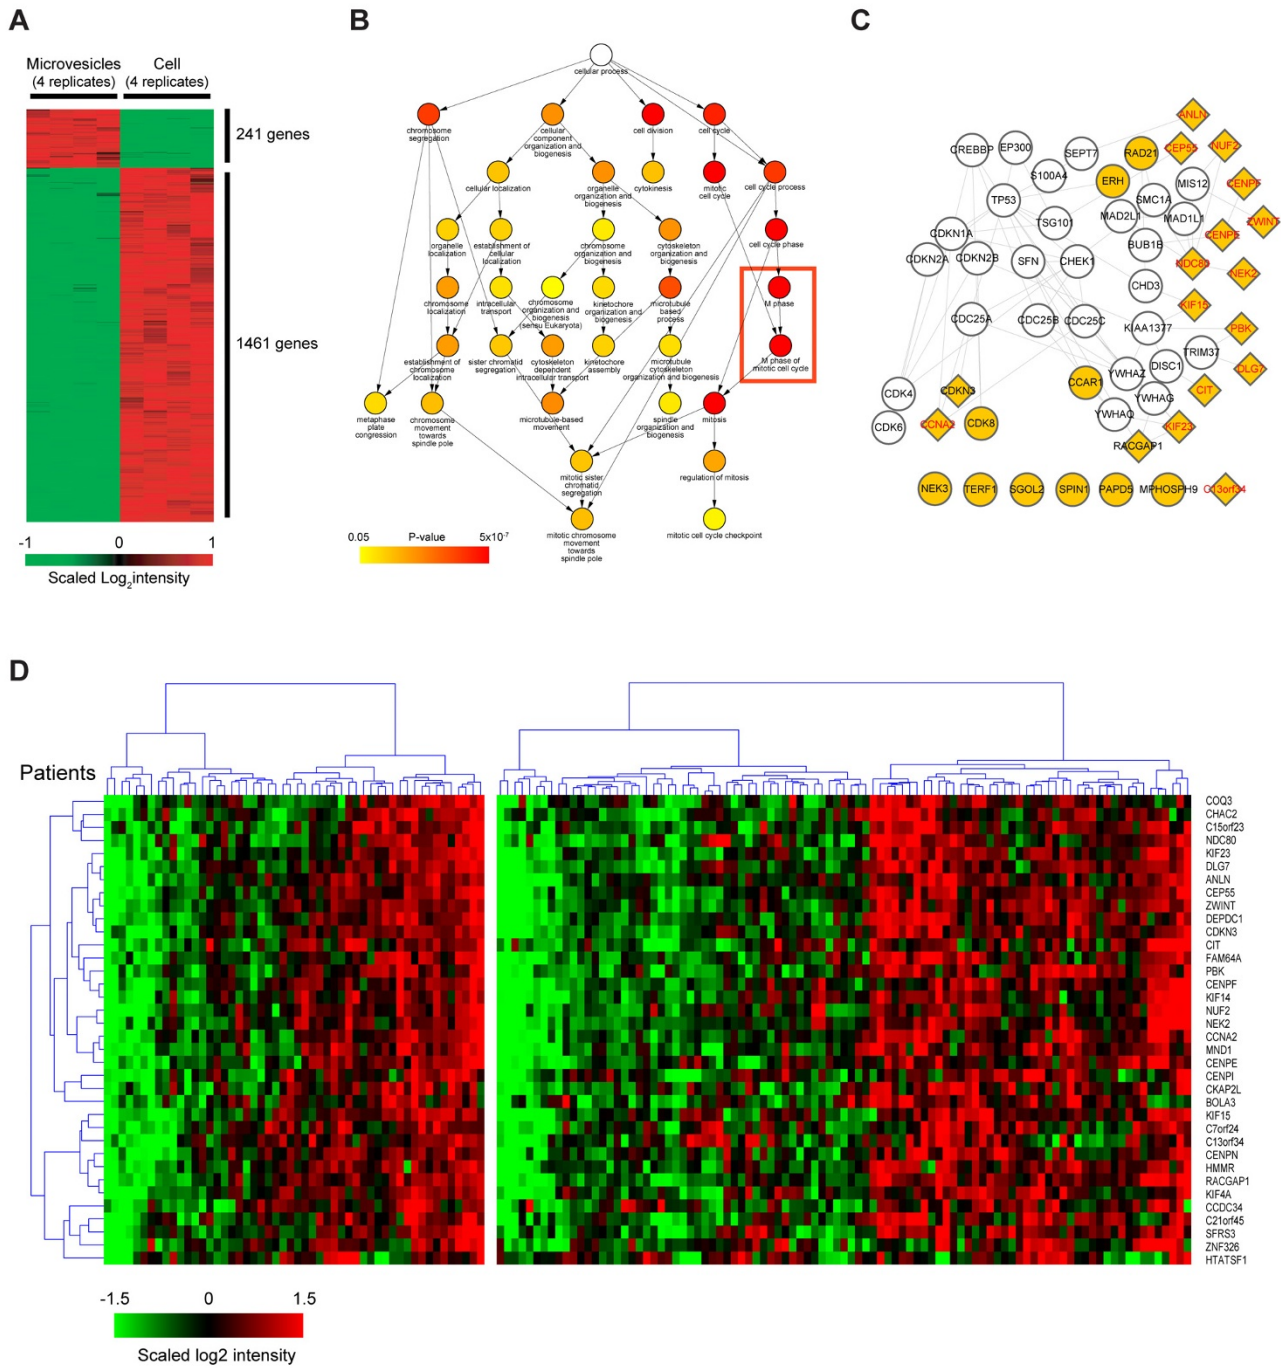 A
Microvesicles
(4 replicates)
Cell
(4 replicates)
241 genes
1461 genes
-1
0
1
Scaled Log2intensity
B
cellular process
chromosome
segregation
cellular
component
organization and
biogenesis
cell division
cell cycle
cellular localization
organelle
organization and
biogenesis
cytokinesis
mitotic
cell cycle
cell cycle process
organelle
localization
establishment of
cellular
localization
chromosome
organization and
biogenesis
cytoskeleton
organization and
biogenesis
cell cycle phase
chromosome
localization
intracellular
transport
chromosome
organization and
biogenesis
(sensu Eukaryota)
kinetochore
organization and
biogenesis
microtubule
based
process
M phase
establishment of
chromosome
localization
sister chromatid
segregation
cytoskeleton
dependent
intracellular transport
kinetochore
assembly
microtubule
cytoskeleton
organization and biogenesis
M phase of
mitotic cell cycle
metaphase
plate
congression
chromosome
movement
towards
spindle pole
microtubule-based
movement
spindle
organization and
biogenesis
mitosis
mitotic sister
chromatid
segregation
regulation of mitosis
mitotic chromosome
movement
towards
spindle pole
mitotic cell cycle checkpoint
0.05
P-value
5x10-7
C
ANLN
CREBBP
EP300
SEPT7
RAD21
CEP55
NUF2
S100A4
ERH
MIS12
CENPF
TP53
SMC1A
TSG101
MAD2L1
MAD1L1
ZWINT
CDKN1A
BUB1B
CENPE
CDKN2A
CDKN2B
SFN
CHEK1
NDC80
NEK2
CHD3
KIF15
CDC25A
CDC25B
CDC25C
KIAA1377
PBK
TRIM37
DISC1
DLG7
YWHAZ
CCAR1
CIT
CDK4
CDKN3
YWHAG
YWHAQ
CDK6
CCNA2
CDK8
KIF23
RACGAP1
NEK3
TERF1
SGOL2
SPIN1
PAPD5
MPHOSPH9
C13orf34
D
Patients
COQ3
CHAC2
C15orf23
NDC80
KIF23
DLG7
ANLN
CEP55
ZWINT
DEPDC1
CDKN3
CIT
FAM64A
PBK
CENPF
KIF14
NUF2
NEK2
CCNA2
MND1
CENPE
CENPI
CKAP2L
BOLA3
KIF15
C7orf24
C13orf34
CENPN
HMMR
RACGAP1
KIF4A
CCDC34
C21orf45
SFRS3
ZNF326
HTATSF1
-1.5
0
1.5
Scaled log2 intensity